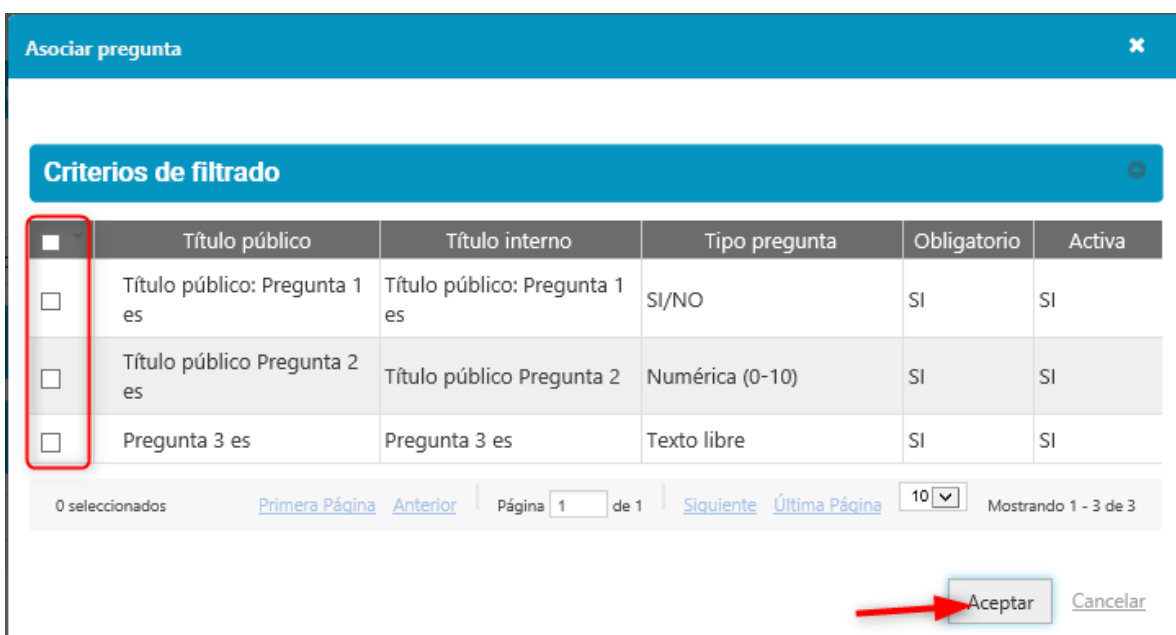 Asociar pregunta
Criterios de filtrado
Título público Título interno Tipo pregunta Obligatorio Activa
Título público: Pregunta 1 es Título público: Pregunta 1 es SI/NO SI SI
Título público Pregunta 2 es Título público Pregunta 2 Numérica (0-10) SI SI
Pregunta 3 es Pregunta 3 es Texto libre SI SI
0 seleccionados Primera Página Anterior Página 1 de 1 Siguiente Última Página 10 Mostrando 1 - 3 de 3
Aceptar Cancelar